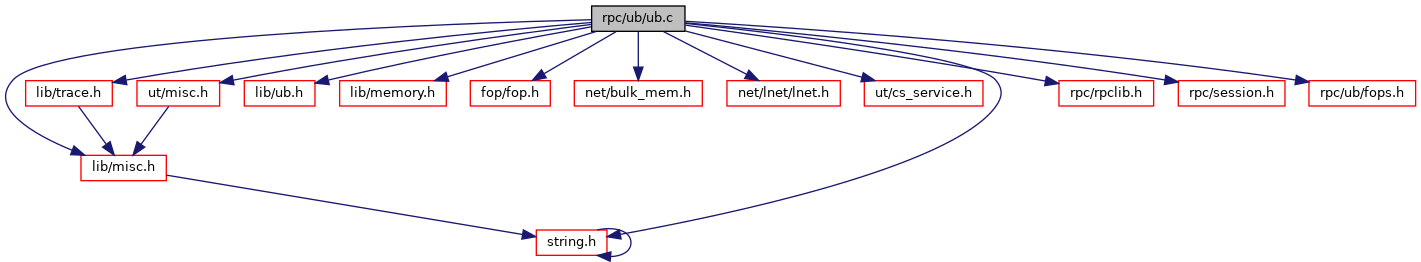 rpc/ub/ub.c
lib/trace.h
ut/misc.h
lib/ub.h
lib/memory.h
fop/fop.h
net/bulk_mem.h
net/lnet/lnet.h
ut/cs_service.h
rpc/rpclib.h
rpc/session.h
rpc/ub/fops.h
lib/misc.h
string.h